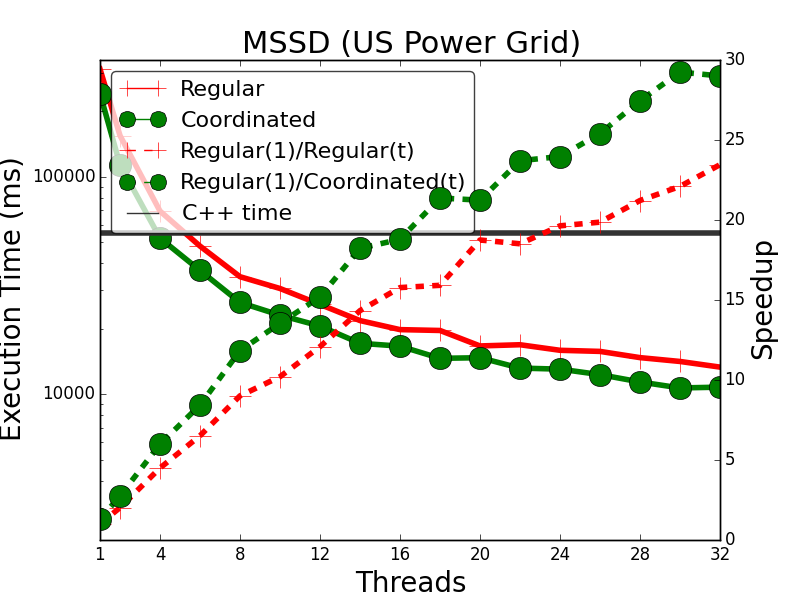 MSSD (US Power Grid)
Regular
Coordinated
Regular(1)/Regular(t)
Regular(1)/Coordinated(t)
C++ time
Execution Time (ms)
100000
10000
Speedup
30
25
20
15
10
5
0
1 4 8 12 16 20 24 28 32
Threads